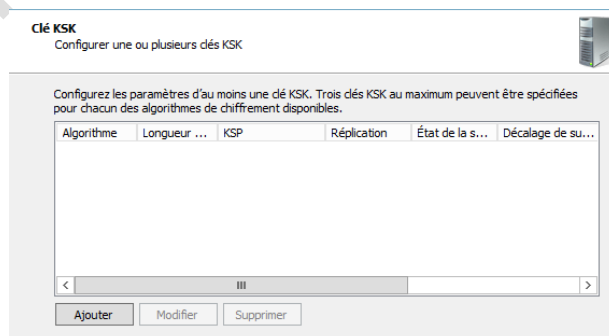 Clé KSK
Configurer une ou plusieurs clés KSK
Configurez les paramètres d'au moins une clé KSK. Trois clés KSK au maximum peuvent être spécifiées
pour chacun des algorithmes de chiffrement disponibles.
Algorithme Longueur ... KSP Réplication État de la s... Décalage de su...
Ajouter Modifier Supprimer